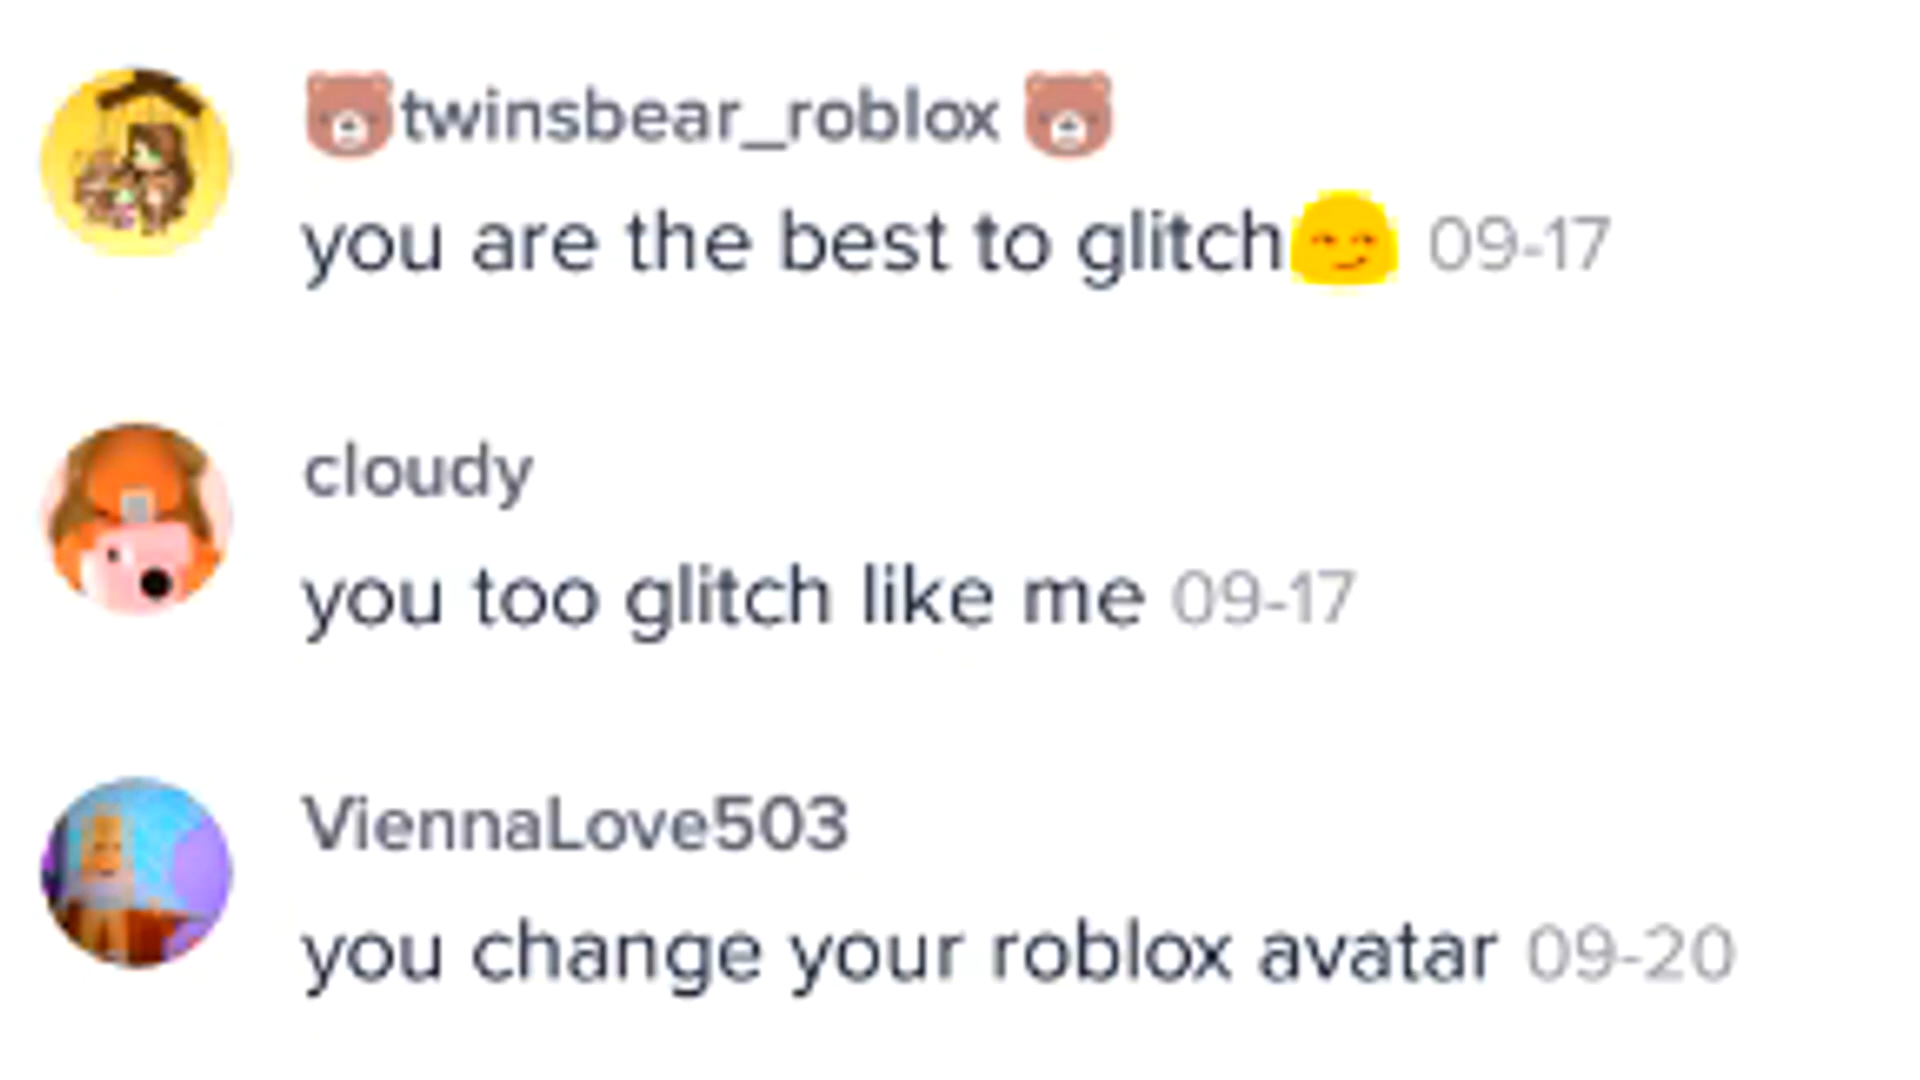 🐻twinsbear_roblox 🐻
you are the best to glitch😏 09-17
cloudy
you too glitch like me 09-17
ViennaLove503
you change your roblox avatar 09-20